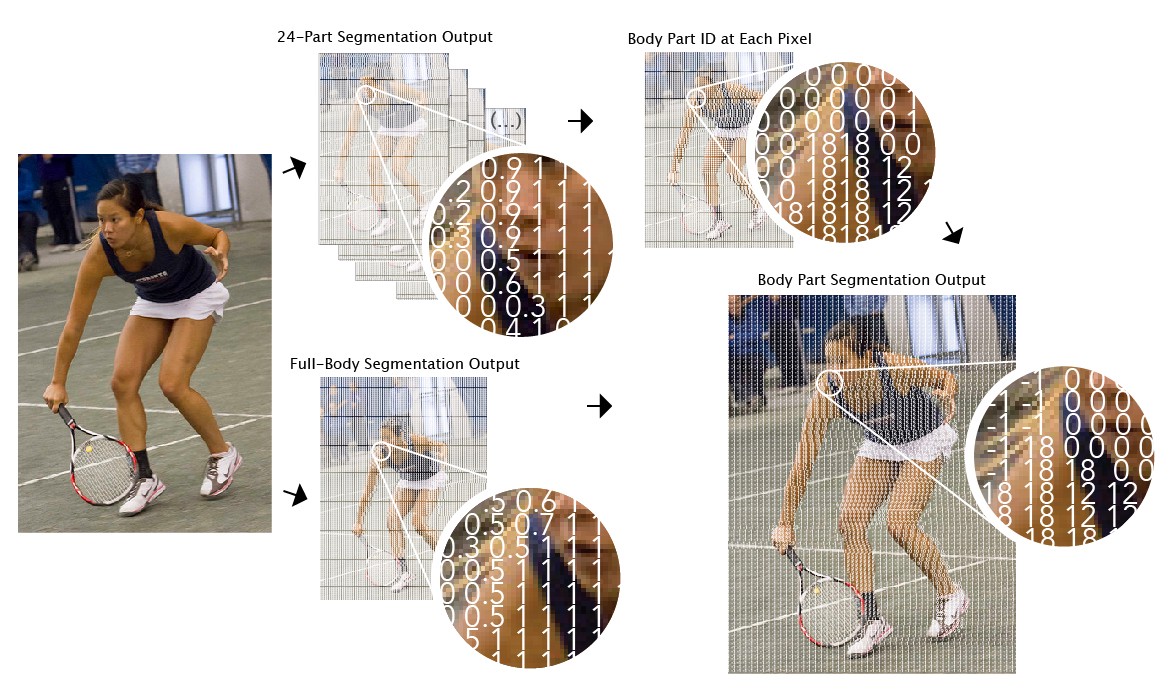 24-Part Segmentation Output
Body Part ID at Each Pixel
(...)
0 0 0 0
0 0 0 0 0 1
0 0 0 0 0 1
0 0 18 18 0 0
0 0 18 18 12
0 0 18 18 12 1
18 18 18 12
18 18 18
0.9 1 1
.2 0.9 1 1 1
0.2 0.9 1 1 1
0.3 0.9 1 1 1
0 0 0.5 1 1 1
0 0.6 1 1 1
0 0 0.3 1 1
0.4 1 0
Body Part Segmentation Output
Full-Body Segmentation Output
-1 -1 0 0 0
-1 -1 0 0 0
-1 -1 0 0 0
-1 18 0 0 0 0
-1 18 18 0 0
18 18 12 12
8 18 12 12 1
18 18 1
0.5 0.6 1
0.5 0.7 1 1
0.3 0.5 1 1 1
0 0.5 1 1 1 1
0 0.5 1 1 1 1
0 0.5 1 1 1 1
5 1 1 1 1
1 1 1 1